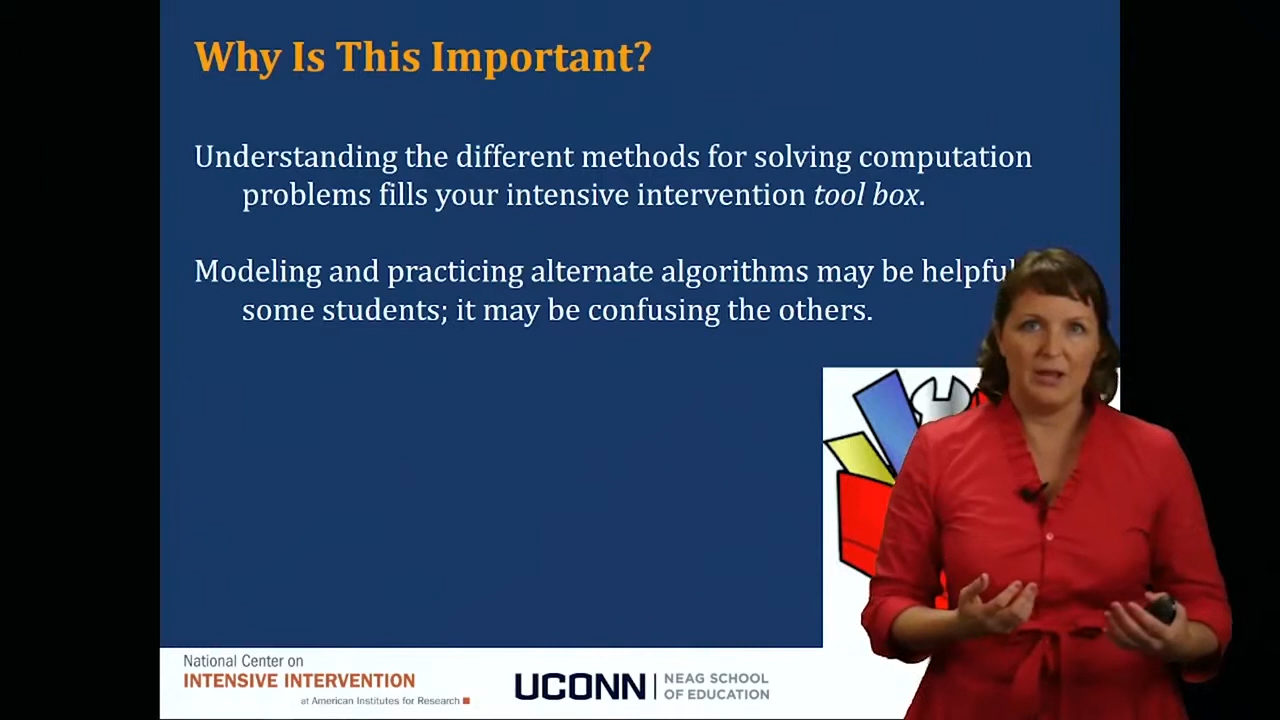 Why Is This Important?
Understanding the different methods for solving computation
problems fills your intensive intervention tool box.
Modeling and practicing alternate algorithms may be helpful
some students; it may be confusing the others.
National Center on
INTENSIVE INTERVENTION
at American Institutes for Research
UCONN
NEAG SCHOOL
OF EDUCATION